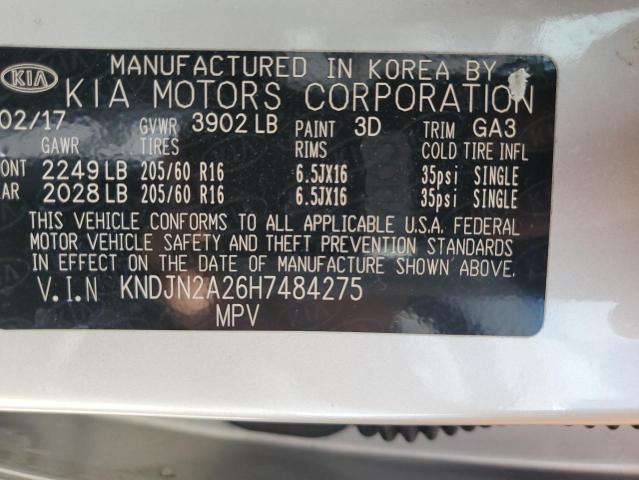 MANUFACTURED IN KOREA BY
KIA KIA MOTORS CORPORATION
02/17 GVWR 3902 LB PAINT 3D TRIM GA3
GAWR TIRES RIMS COLD TIRE INFL
ONT 2249 LB 205/60 R16 6.5JX16 35psi SINGLE
AR 2028 LB 205/60 R16 6.5JX16 35psi SINGLE
THIS VEHICLE CONFORMS TO ALL APPLICABLE U.S.A. FEDERAL
MOTOR VEHICLE SAFETY AND THEFT PREVENTION STANDARDS
IN EFFECT ON THE DATE OF MANUFACTURE SHOWN ABOVE.
V.I.N KNDJN2A26H7484275
MPV